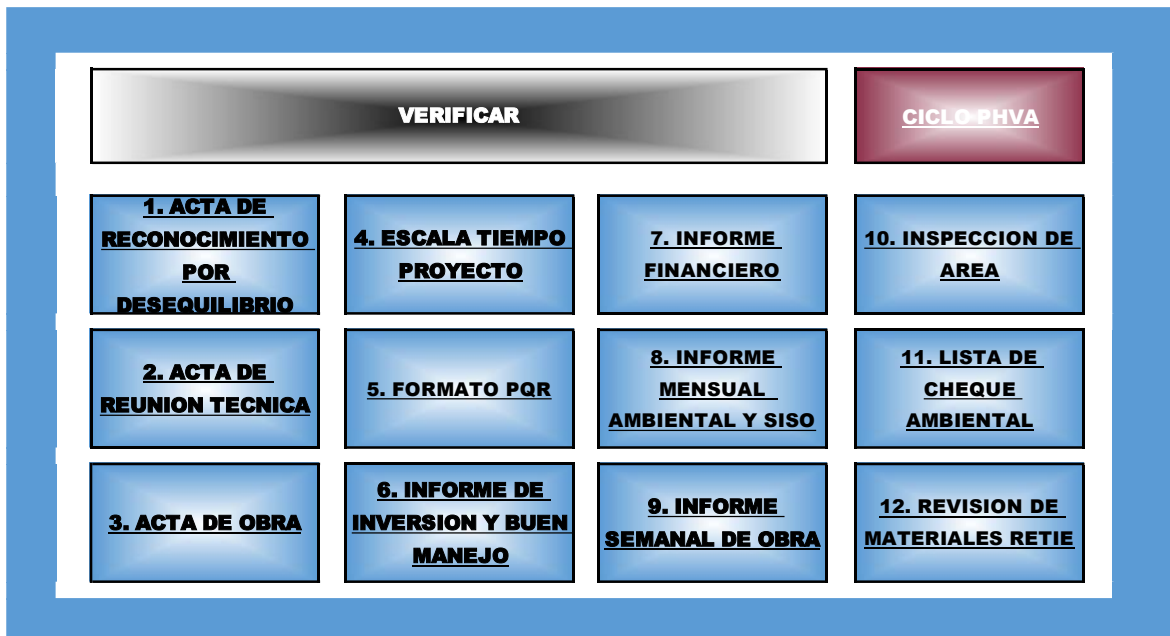 VERIFICAR
CICLO PHVA
1. ACTA DE
RECONOCIMIENTO
POR
DESEQUILIBRIO
4. ESCALA TIEMPO
PROYECTO
7. INFORME
FINANCIERO
10. INSPECCION DE
AREA
2. ACTA DE
REUNION TECNICA
5. FORMATO PQR
8. INFORME
MENSUAL
AMBIENTAL Y SISO
11. LISTA DE
CHEQUE
AMBIENTAL
3. ACTA DE OBRA
6. INFORME DE
INVERSION Y BUEN
MANEJO
9. INFORME
SEMANAL DE OBRA
12. REVISION DE
MATERIALES RETIE